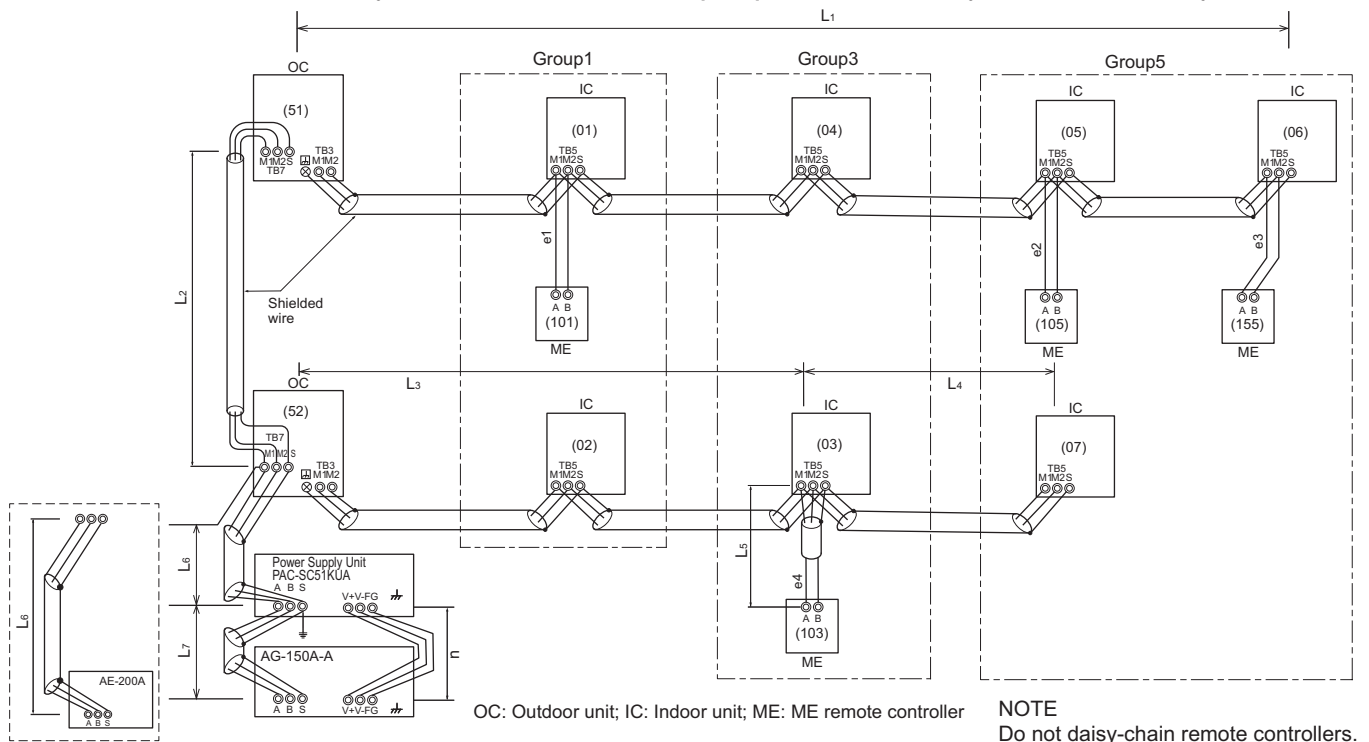 L1
Group1
Group3
Group5
OC
IC
IC
IC
IC
(51)
(01)
(04)
(05)
(06)
M1M2S
TB7
TB3
M1M2
TB5
M1M2S
TB5
M1M2S
TB5
M1M2S
TB5
M1M2S
e1
e2
e3
L2
Shielded
wire
A B
(101)
ME
A B
(105)
ME
A B
(155)
ME
L3
L4
OC
IC
IC
IC
(52)
(02)
(03)
(07)
TB7
M1M2 S
TB3
M1M2
TB5
M1M2S
TB5
M1M2S
TB5
M1M2S
L5
e4
A B
(103)
ME
L6
AE-200A
A B S
L6
Power Supply Unit
PAC-SC51KUA
A B S
V+V-FG
L7
n
AG-150A-A
A B S
V+V-FG
OC: Outdoor unit; IC: Indoor unit; ME: ME remote controller
NOTE
Do not daisy-chain remote controllers.